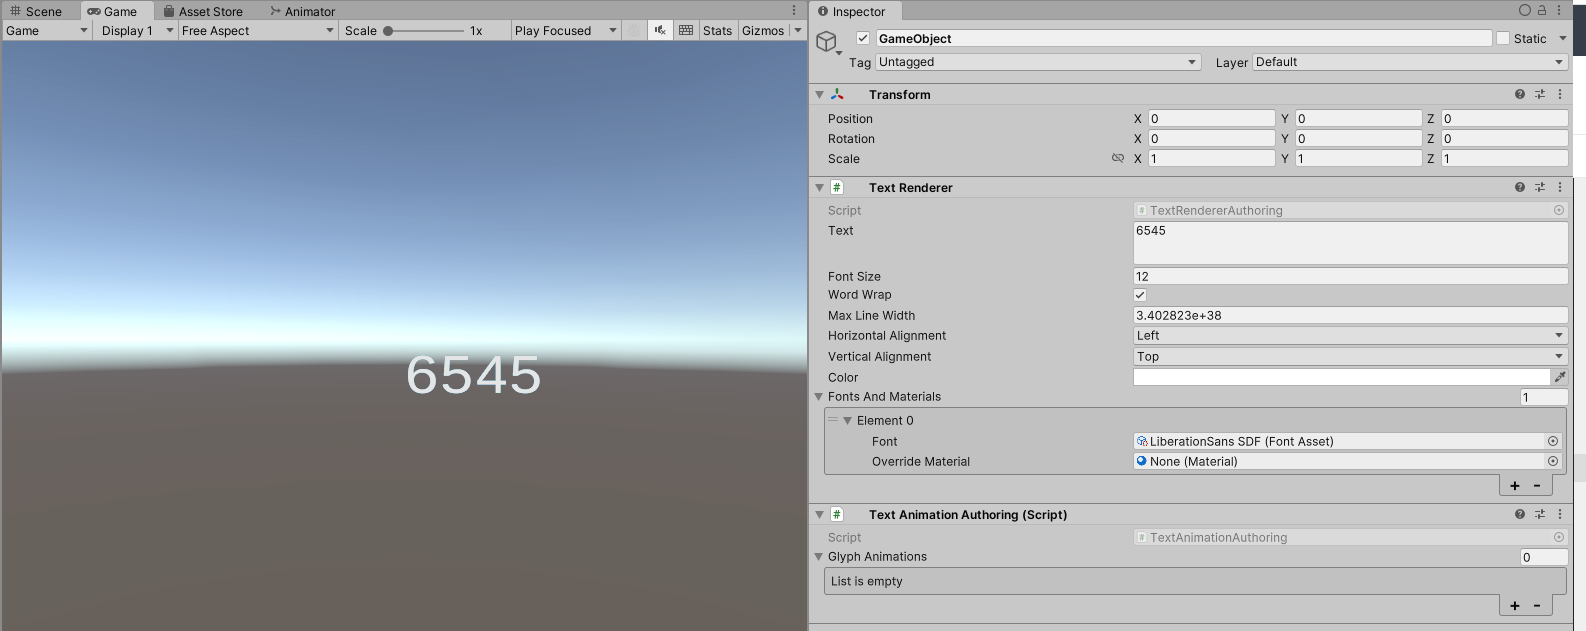 Scene Game Asset Store Animator
Game Display 1 Free Aspect Scale 1x Play Focused Stats Gizmos
6545
Inspector
GameObject Static
Tag Untagged Layer Default
Transform
Position X 0 Y 0 Z 0
Rotation X 0 Y 0 Z 0
Scale X 1 Y 1 Z 1
# Text Renderer
Script # TextRendererAuthoring
Text 6545
Font Size 12
Word Wrap
Max Line Width 3.402823e+38
Horizontal Alignment Left
Vertical Alignment Top
Color
Fonts And Materials 1
Element 0
Font LiberationSans SDF (Font Asset)
Override Material None (Material)
+ -
# Text Animation Authoring (Script)
Script # TextAnimationAuthoring
Glyph Animations 0
List is empty
+ -